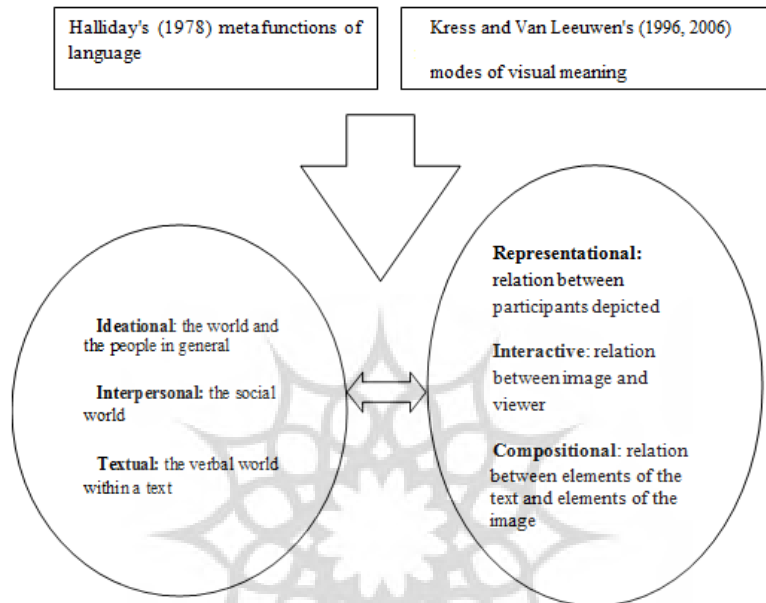 Halliday's (1978) metafunctions of
language
Kress and Van Leeuwen's (1996, 2006)
modes of visual meaning
Ideational: the world and
the people in general
Interpersonal: the social
world
Textual: the verbal world
within a text
Representational:
relation between
participants depicted
Interactive: relation
between image and
viewer
Compositional: relation
between elements of the
text and elements of the
image